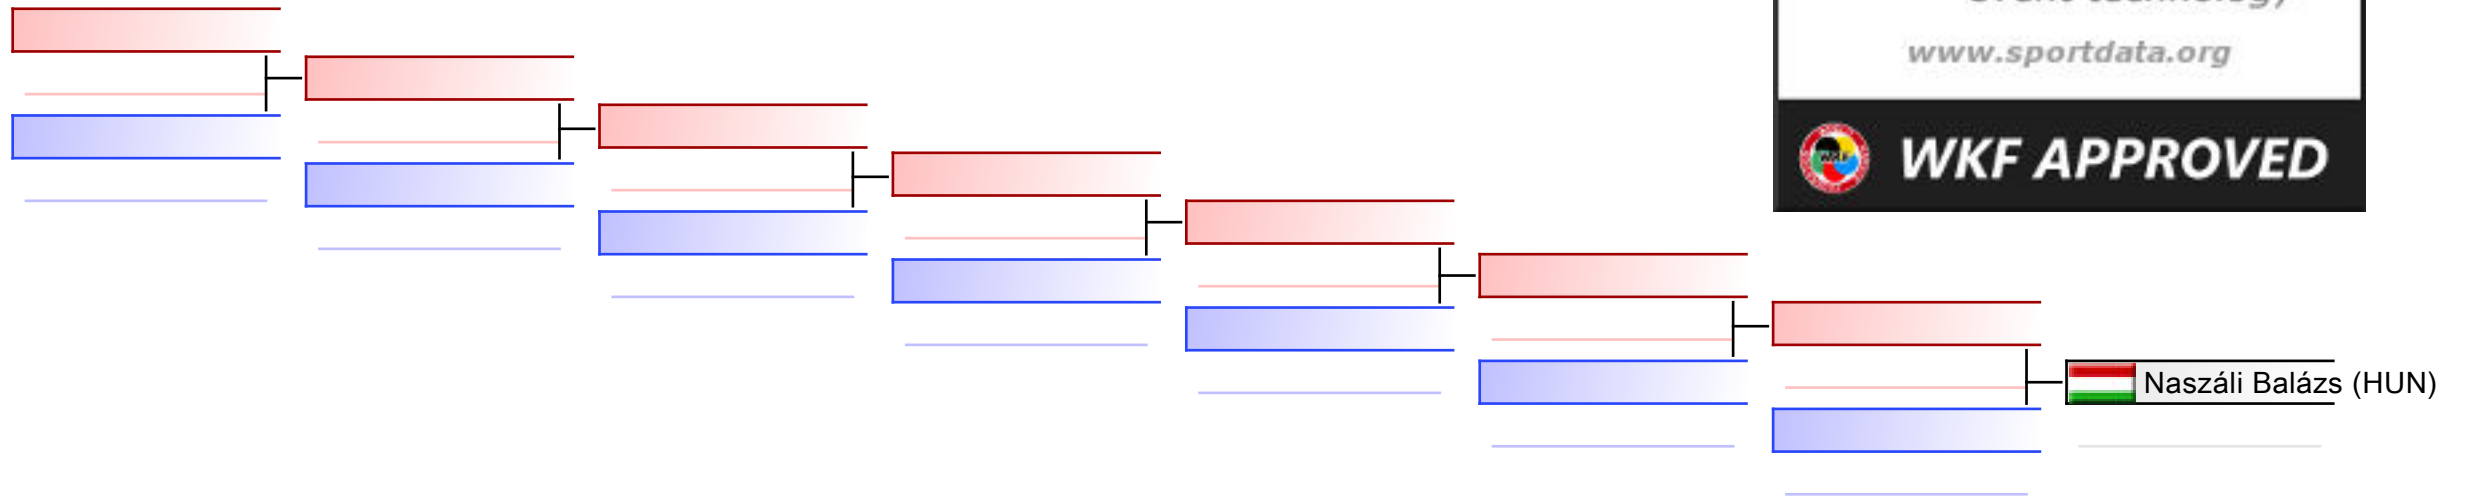 www.sportdata.org
WKF APPROVED
Naszáli Balázs (HUN)